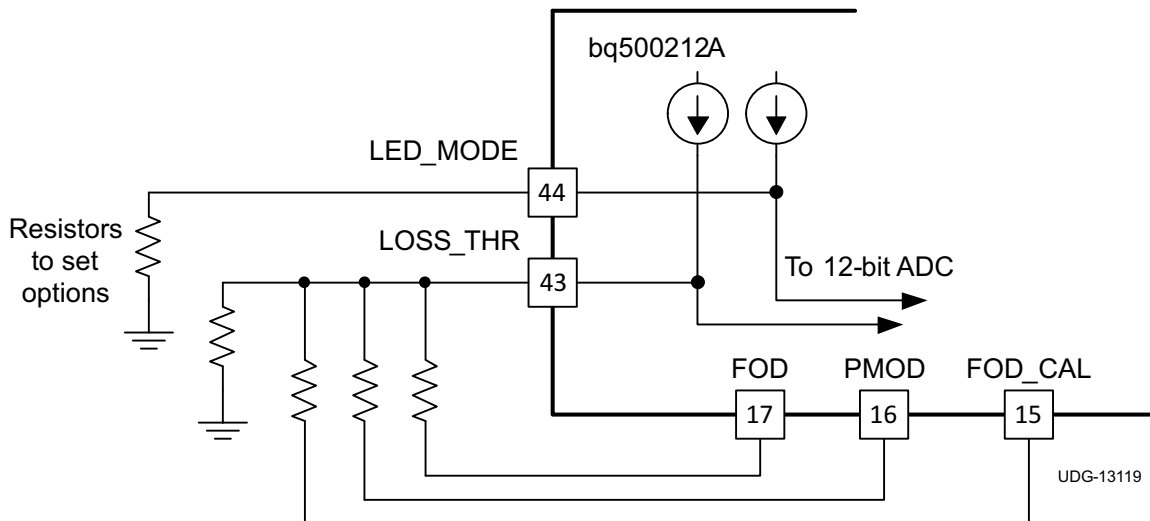 bq500212A
LED_MODE
44
Resistors
to set
options
LOSS_THR
43
To 12-bit ADC
FOD
PMOD
FOD_CAL
17
16
15
UDG-13119